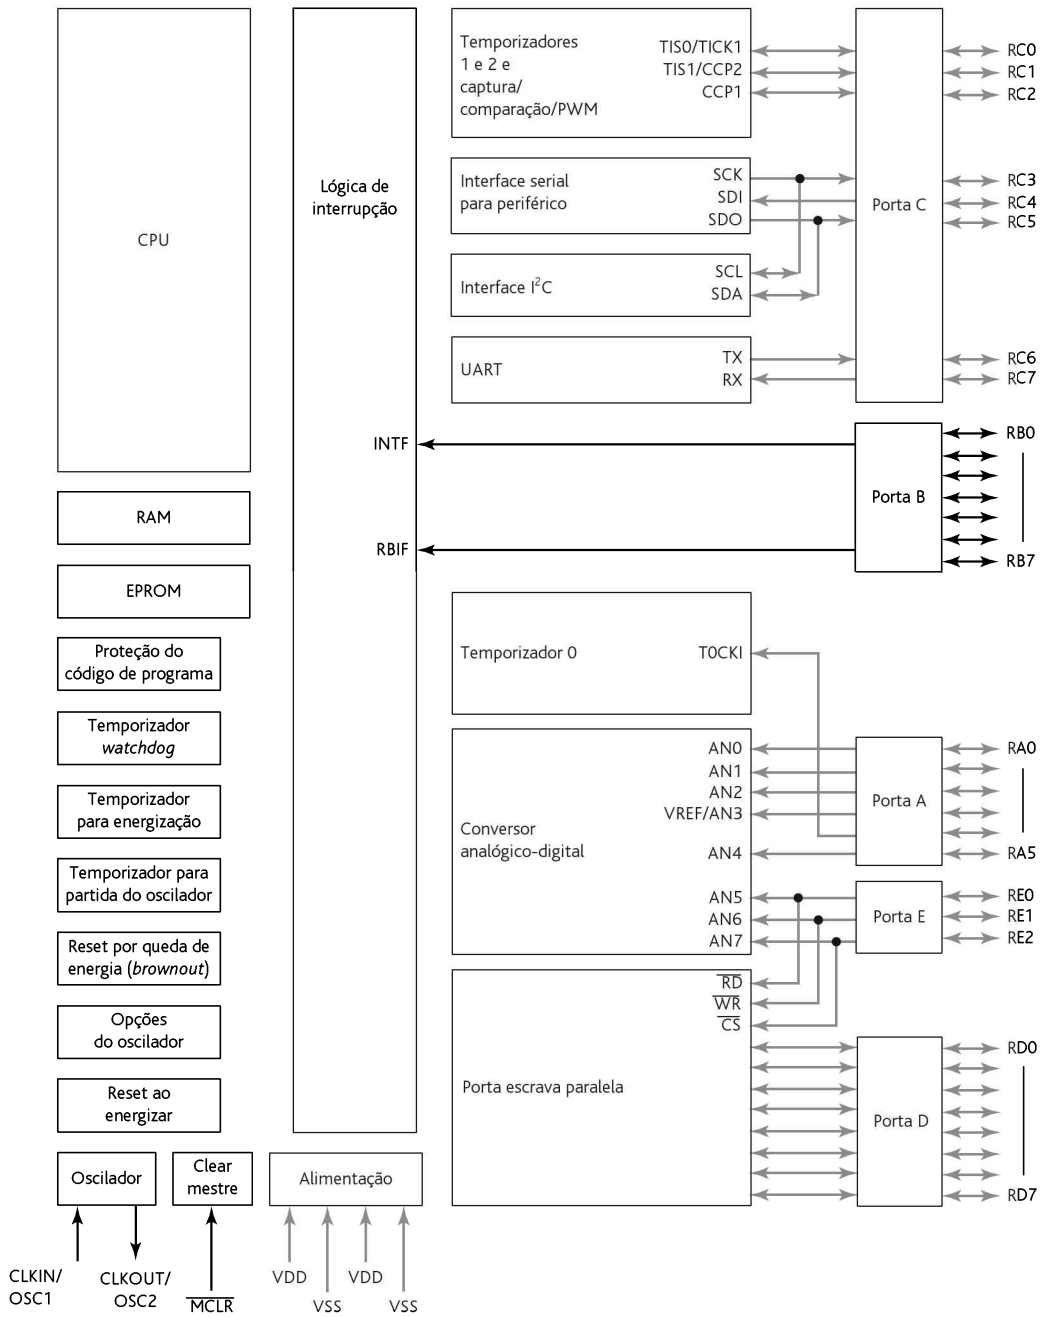 CPU
RAM
EPROM
Proteção do
código de programa
Temporizador
watchdog
Temporizador
para energização
Temporizador para
partida do oscilador
Reset por queda de
energia (brownout)
Opções
do oscilador
Reset ao
energizar
Oscilador
Clear
mestre
CLKIN/
OSC1
CLKOUT/
OSC2
MCLR
Lógica de
interrupção
INTF
RBIF
Alimentação
VDD
VSS
VDD
VSS
Temporizadores
1 e 2 e
captura/
comparação/PWM
TIS0/TICK1
TIS1/CCP2
CCP1
Interface serial
para periférico
SCK
SDI
SDO
Interface I²C
SCL
SDA
UART
TX
RX
Porta C
RC0
RC1
RC2
RC3
RC4
RC5
RC6
RC7
Porta B
RB0
RB7
Temporizador 0
T0CKI
Conversor
analógico-digital
AN0
AN1
AN2
VREF/AN3
AN4
AN5
AN6
AN7
Porta A
RA0
RA5
Porta E
RE0
RE1
RE2
Porta escrava paralela
RD
WR
CS
Porta D
RD0
RD7